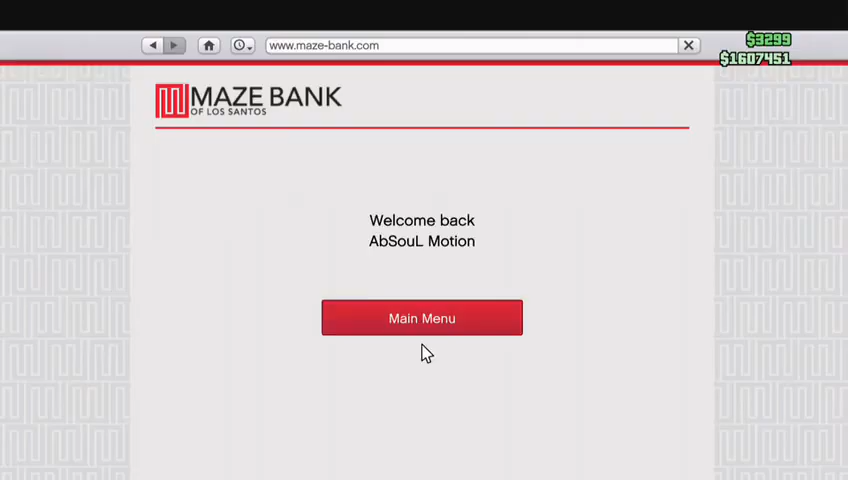 www.maze-bank.com
$3299
$1607451
MAZE BANK
OF LOS SANTOS
Welcome back
AbSouL Motion
Main Menu